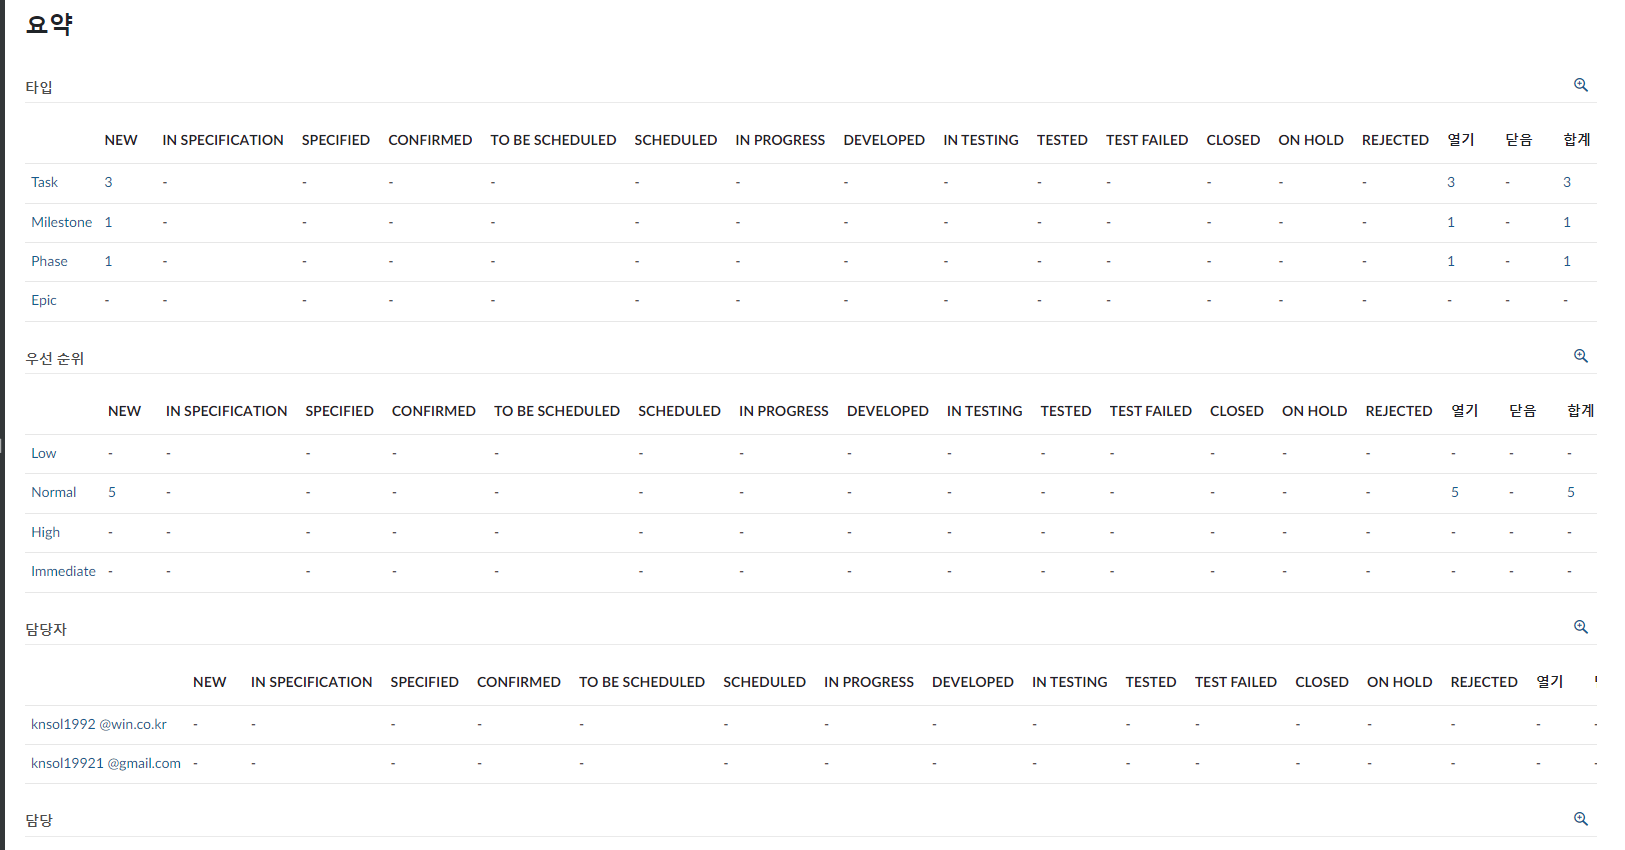 요약
타입
NEW IN SPECIFICATION SPECIFIED CONFIRMED TO BE SCHEDULED SCHEDULED IN PROGRESS DEVELOPED IN TESTING TESTED TEST FAILED CLOSED ON HOLD REJECTED 열기 닫음 합계
Task 3 - - - - - - - - - - - - - 3 - 3
Milestone 1 - - - - - - - - - - - - - 1 - 1
Phase 1 - - - - - - - - - - - - - 1 - 1
Epic - - - - - - - - - - - - - - - - -
우선 순위
NEW IN SPECIFICATION SPECIFIED CONFIRMED TO BE SCHEDULED SCHEDULED IN PROGRESS DEVELOPED IN TESTING TESTED TEST FAILED CLOSED ON HOLD REJECTED 열기 닫음 합계
Low - - - - - - - - - - - - - - - - -
Normal 5 - - - - - - - - - - - - - 5 - 5
High - - - - - - - - - - - - - - - - -
Immediate - - - - - - - - - - - - - - - - -
담당자
NEW IN SPECIFICATION SPECIFIED CONFIRMED TO BE SCHEDULED SCHEDULED IN PROGRESS DEVELOPED IN TESTING TESTED TEST FAILED CLOSED ON HOLD REJECTED 열기
knsol1992 @win.co.kr - - - - - - - - - - - - - - - -
knsol19921 @gmail.com - - - - - - - - - - - - - - - -
담당